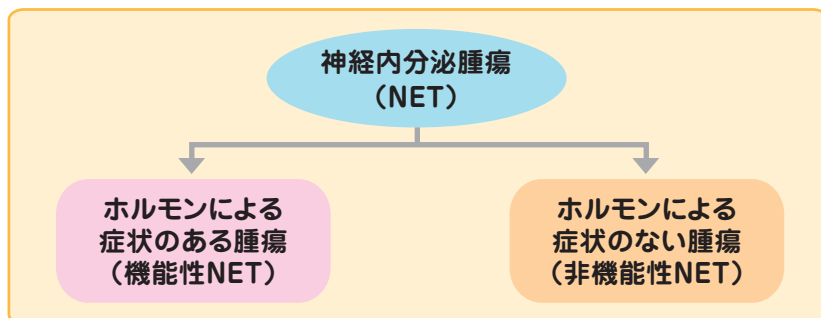 神経内分泌腫瘍
（NET）
ホルモンによる
症状のある腫瘍
（機能性NET）
ホルモンによる
症状のない腫瘍
（非機能性NET）